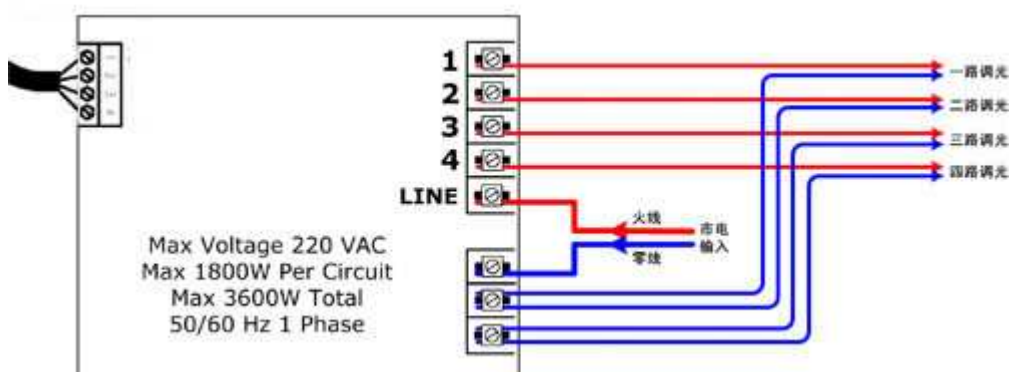 1
2
3
4
LINE
一路调光
二路调光
三路调光
四路调光
火线
零线
市电
输入
Max Voltage 220 VAC
Max 1800W Per Circuit
Max 3600W Total
50/60 Hz 1 Phase